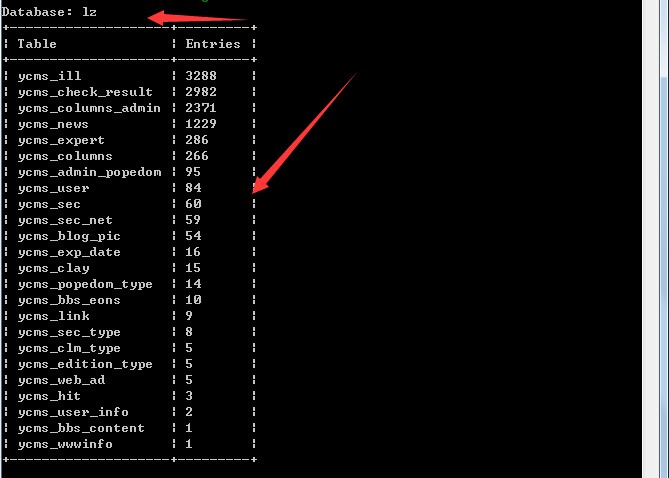 Database: lz
Table | Entries
ycms_ill | 3288
ycms_check_result | 2982
ycms_columns_admin | 2371
ycms_news | 1229
ycms_expert | 286
ycms_columns | 266
ycms_admin_popedom | 95
ycms_user | 84
ycms_sec | 60
ycms_sec_net | 59
ycms_blog_pic | 54
ycms_exp_date | 16
ycms_clay | 15
ycms_popedom_type | 14
ycms_bbs_eons | 10
ycms_link | 9
ycms_sec_type | 8
ycms_clm_type | 5
ycms_edition_type | 5
ycms_web_ad | 5
ycms_hit | 3
ycms_user_info | 2
ycms_bbs_content | 1
ycms_wwwinfo | 1